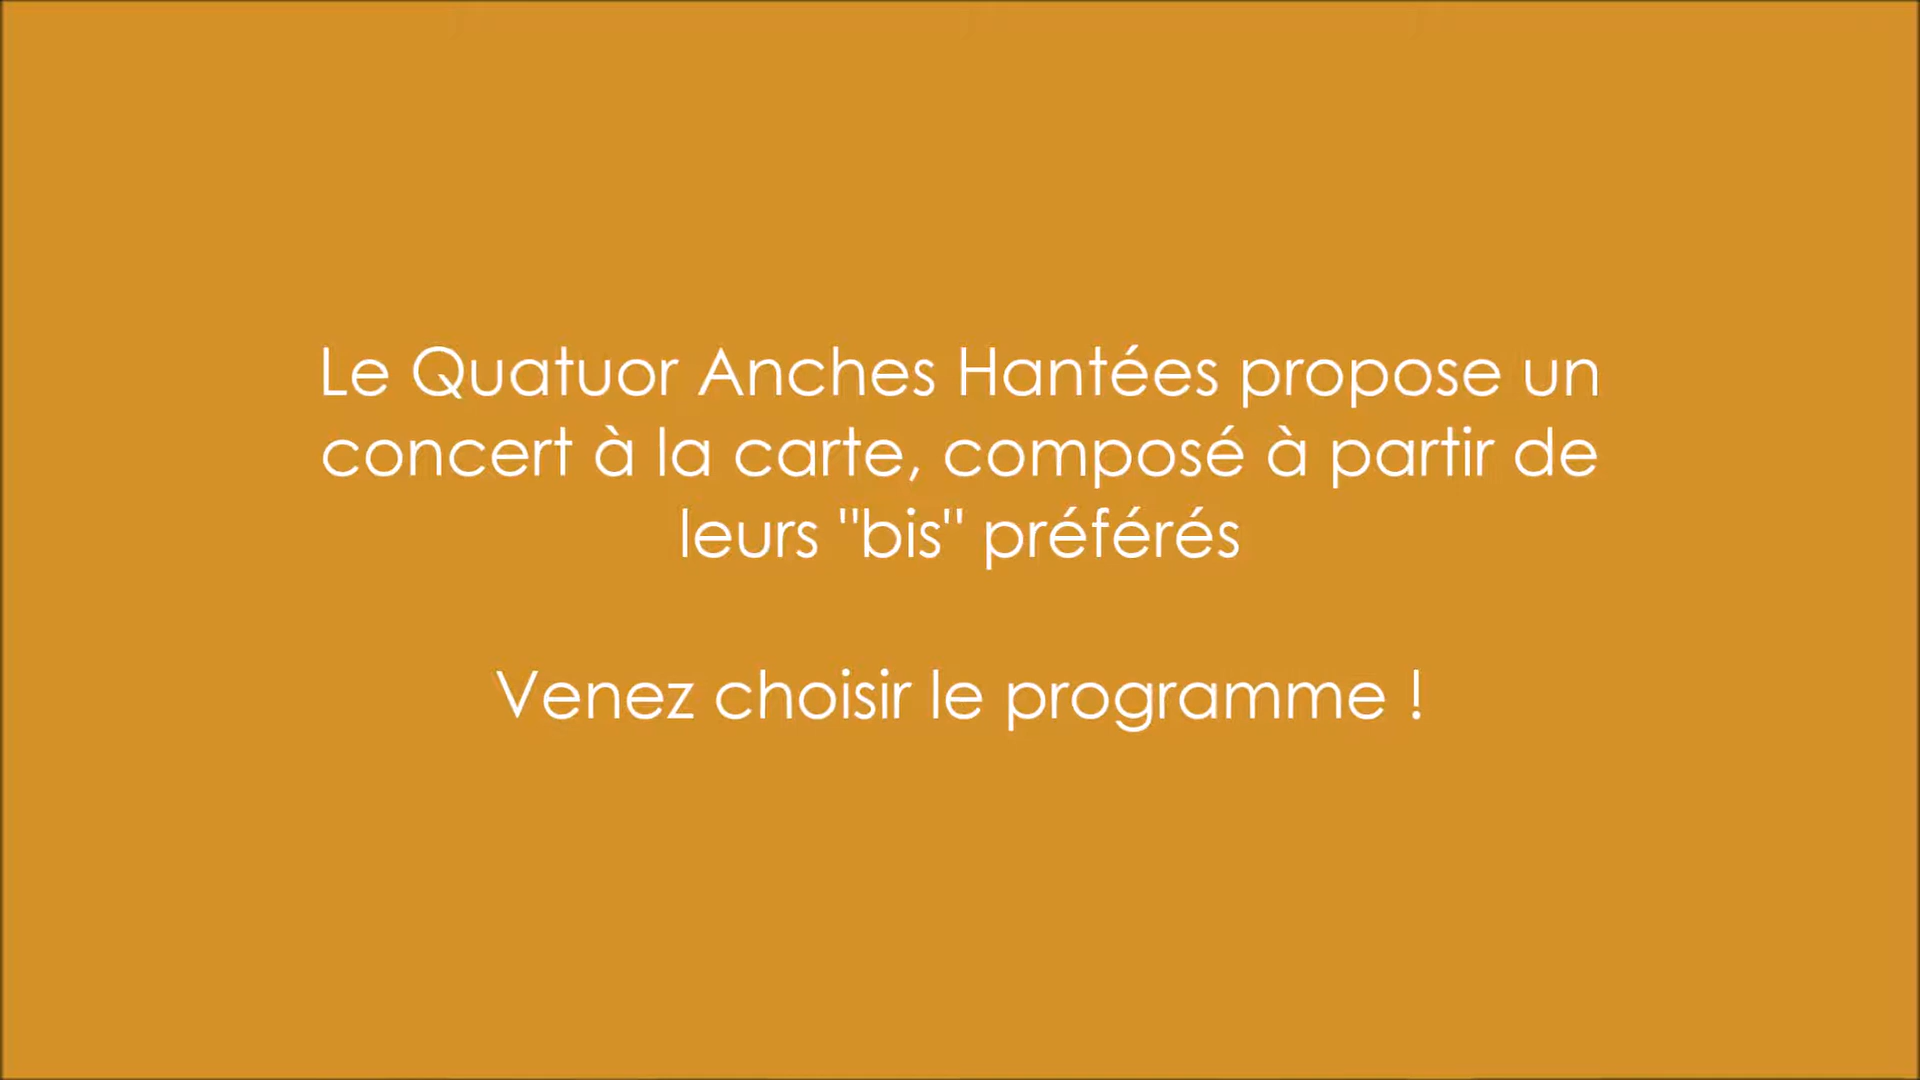 Le Quatuor Anches Hantées propose un
concert à la carte, composé à partir de
leurs "bis" préférés
Venez choisir le programme !